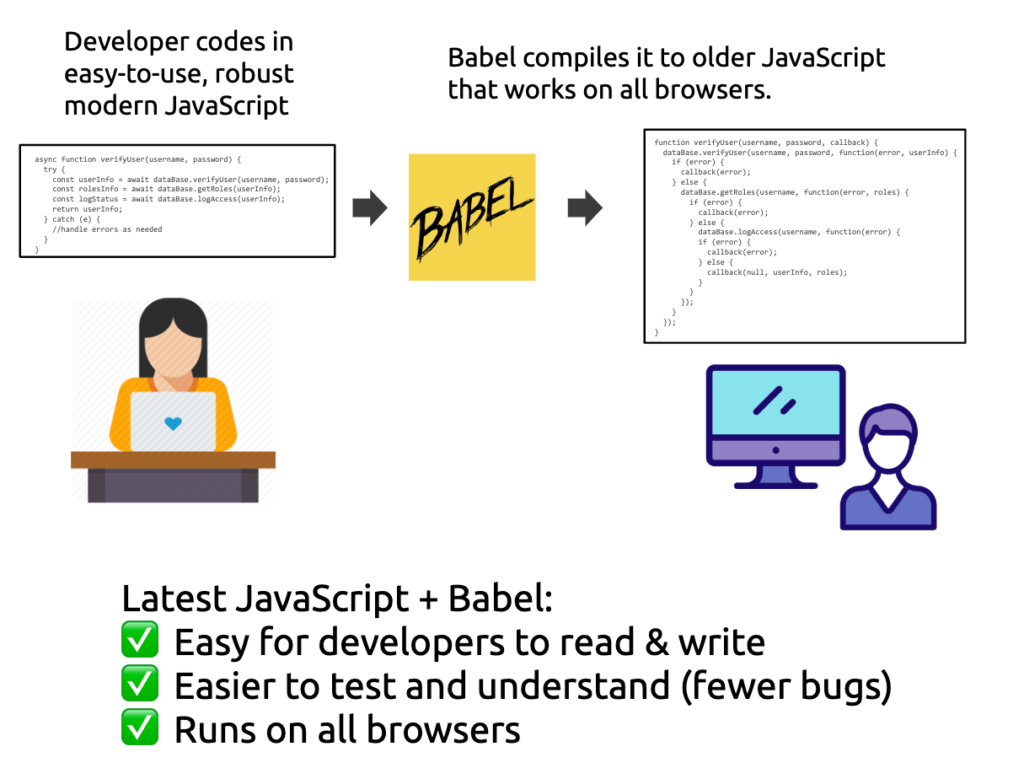 Developer codes in
easy-to-use, robust
modern JavaScript
Babel compiles it to older JavaScript
that works on all browsers.
async function verifyUser(username, password) {
  try {
    const userInfo = await dataBase.verifyUser(username, password);
    const rolesInfo = await dataBase.getRoles(userInfo);
    const logStatus = await dataBase.logAccess(userInfo);
    return userInfo;
  } catch (e) {
    //handle errors as needed
  }
}
BABEL
function verifyUser(username, password, callback) {
  dataBase.verifyUser(username, password, function(error, userInfo) {
    if (error) {
      callback(error);
    } else {
      dataBase.getRoles(username, function(error, roles) {
        if (error) {
          callback(error);
        } else {
          dataBase.logAccess(username, function(error) {
          if (error) {
            callback(error);
          } else {
            callback(null, userInfo, roles);
          }
        }
      });
    }
  });
}
Latest JavaScript + Babel:
✅ Easy for developers to read & write
✅ Easier to test and understand (fewer bugs)
✅ Runs on all browsers